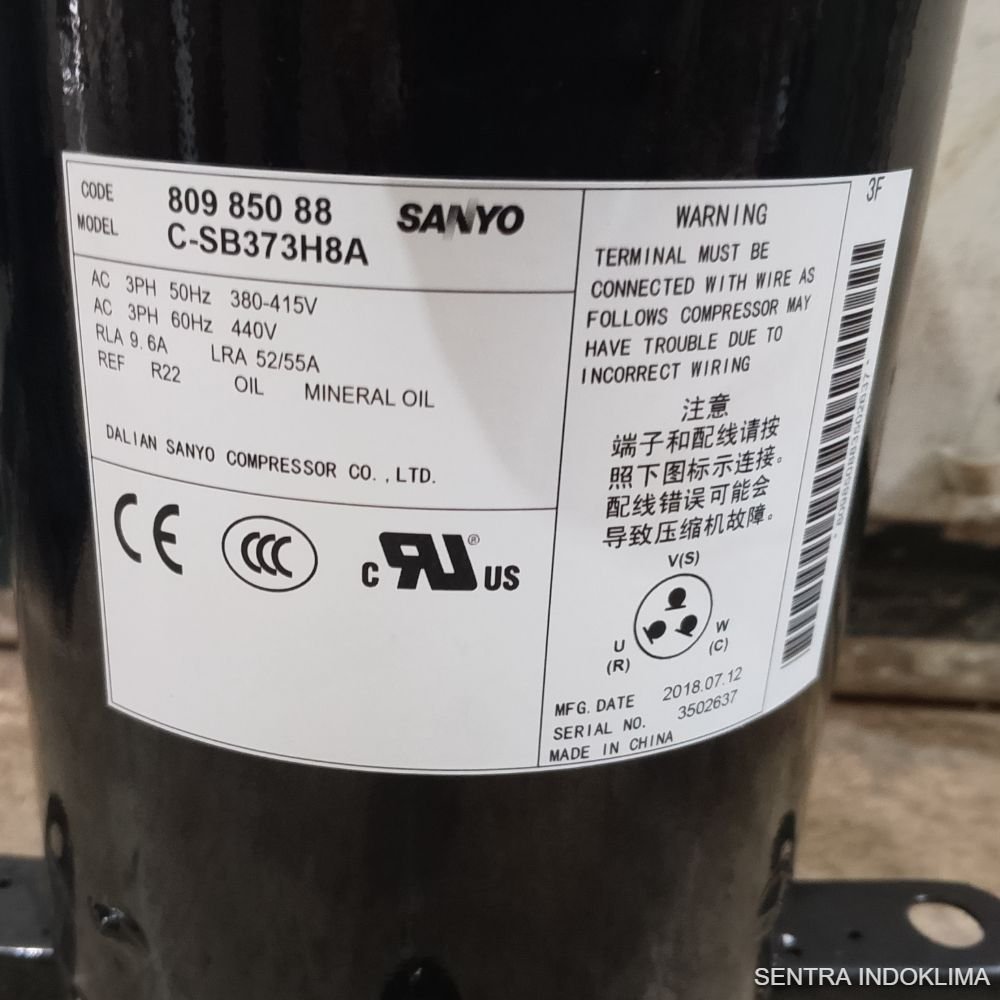 CODE 809 850 88 SANYO
MODEL C-SB373H8A
AC 3PH 50Hz 380-415V
AC 3PH 60Hz 440V
RLA 9.6A LRA 52/55A
REF R22 OIL MINERAL OIL
DALIAN SANYO COMPRESSOR CO.,LTD.
CE CCC c RU ® US
WARNING
TERMINAL MUST BE
CONNECTED WITH WIRE AS
FOLLOWS COMPRESSOR MAY
HAVE TROUBLE DUE TO
INCORRECT WIRING
注意
端子和配线请按
照下图标示连接。
配线错误可能会
导致压缩机故障。
V(S)
U
(R)
W
(C)
MFG. DATE 2018.07.12
SERIAL NO. 3502637
MADE IN CHINA
3F
SENTRA INDOKLIMA